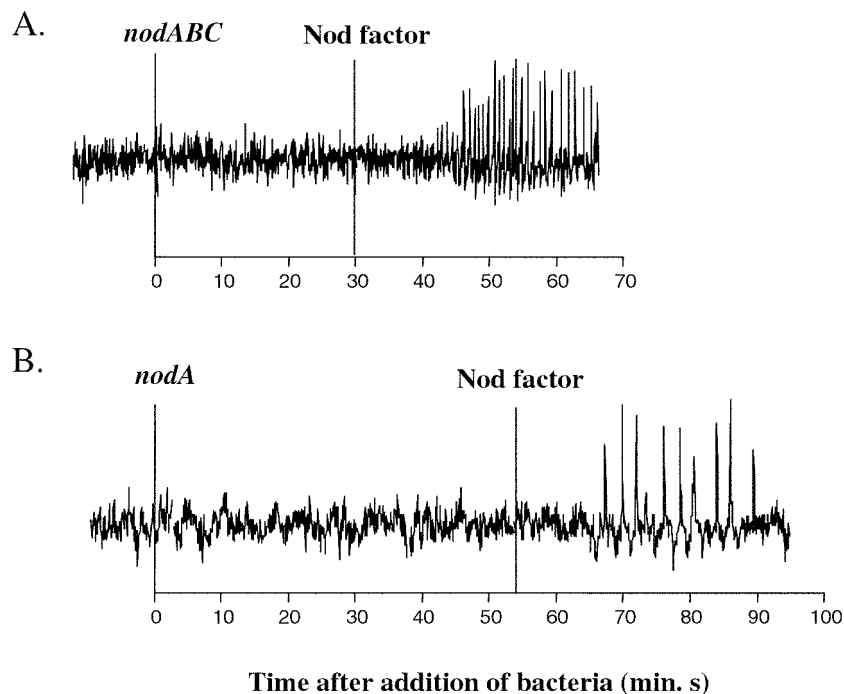 A.
nodABC Nod factor
0 10 20 30 40 50 60 70
B.
nodA Nod factor
0 10 20 30 40 50 60 70 80 90 100
Time after addition of bacteria (min. s)